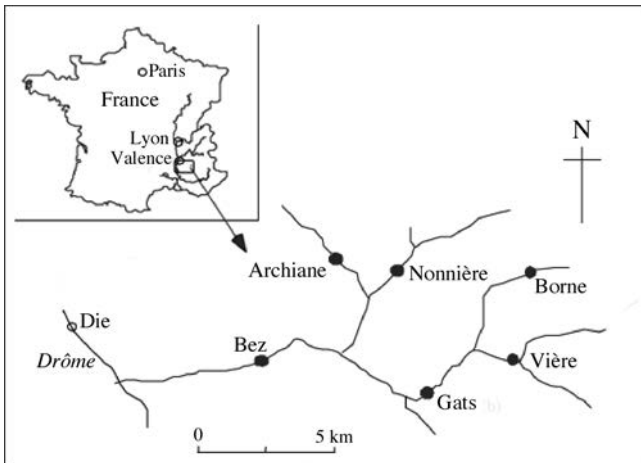 Paris
France
Lyon
Valence
N
Archiane
Nonnière
Borne
Die
Drôme
Bez
Vière
Gats
(b)
0 5 km